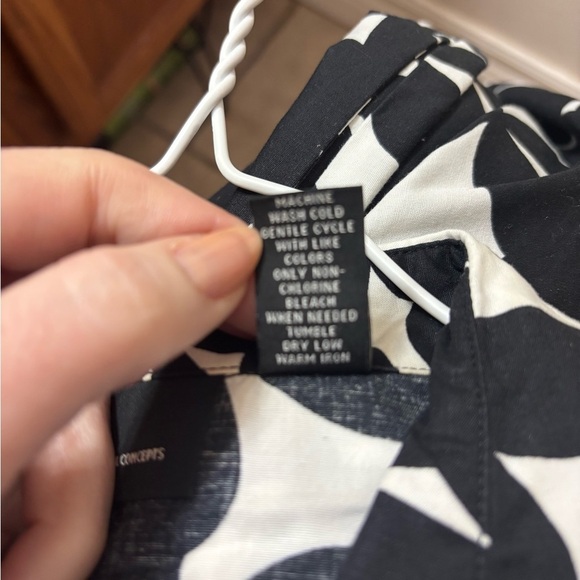 MACHINE
WASH COLD
GENTLE CYCLE
WITH LIKE
COLORS
ONLY NON-
CHLORINE
BLEACH
WHEN NEEDED
TUMBLE
DRY LOW
WARM IRON
CONCEPTS